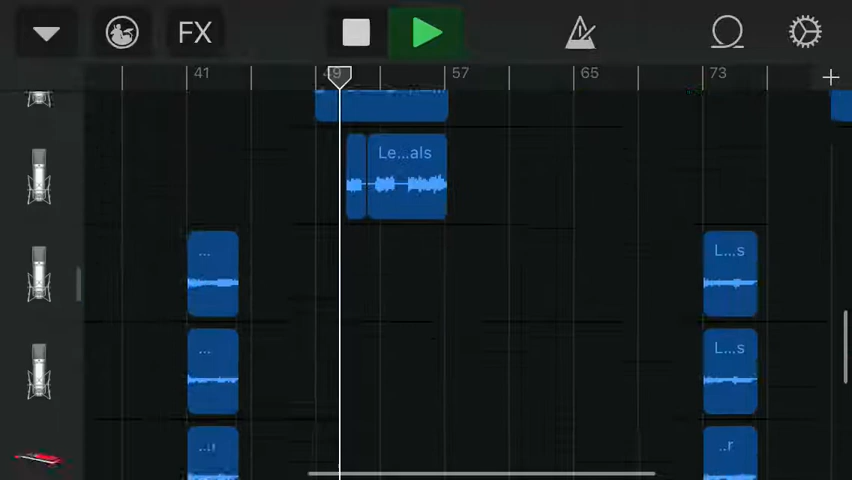 FX
41 49 57 65 73 +
Le...als
... L...s
... L...s
...u ..r